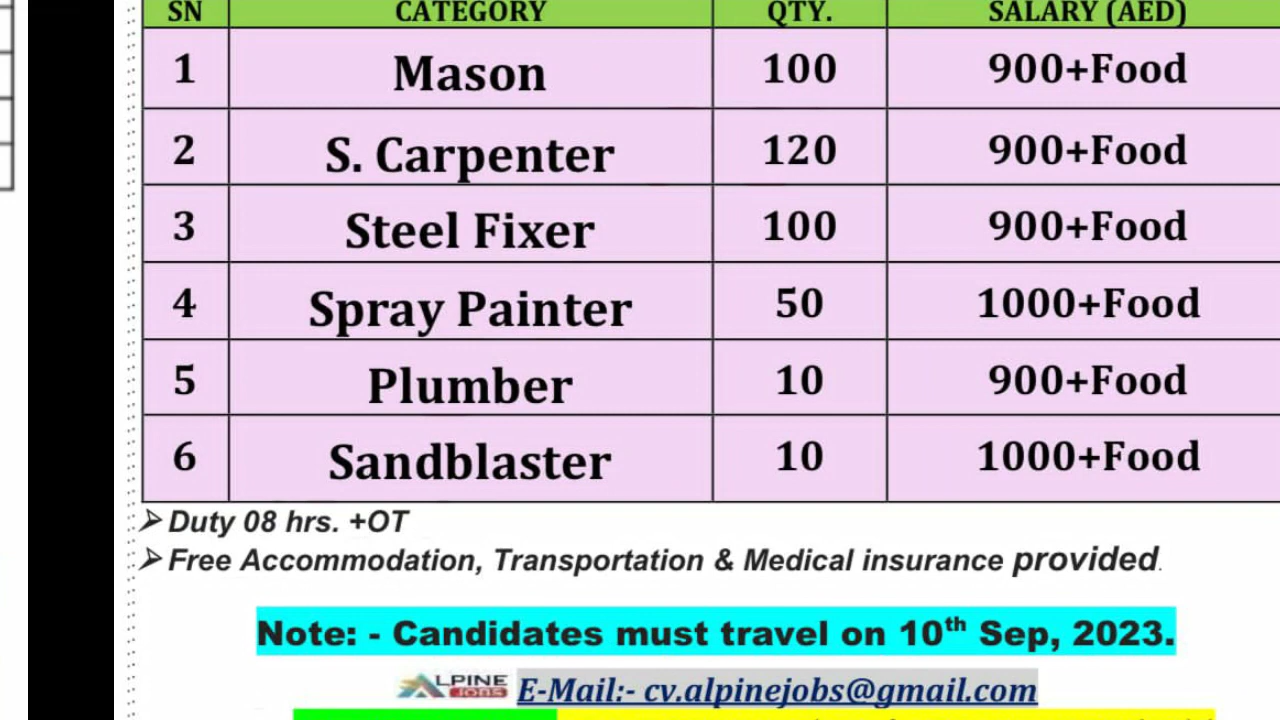 SN CATEGORY QTY. SALARY (AED)
1 Mason 100 900+Food
2 S. Carpenter 120 900+Food
3 Steel Fixer 100 900+Food
4 Spray Painter 50 1000+Food
5 Plumber 10 900+Food
6 Sandblaster 10 1000+Food
➢ Duty 08 hrs. +OT
➢ Free Accommodation, Transportation & Medical insurance provided.
Note: - Candidates must travel on 10th Sep, 2023.
ALPINE JOBS E-Mail:- cv.alpinejobs@gmail.com